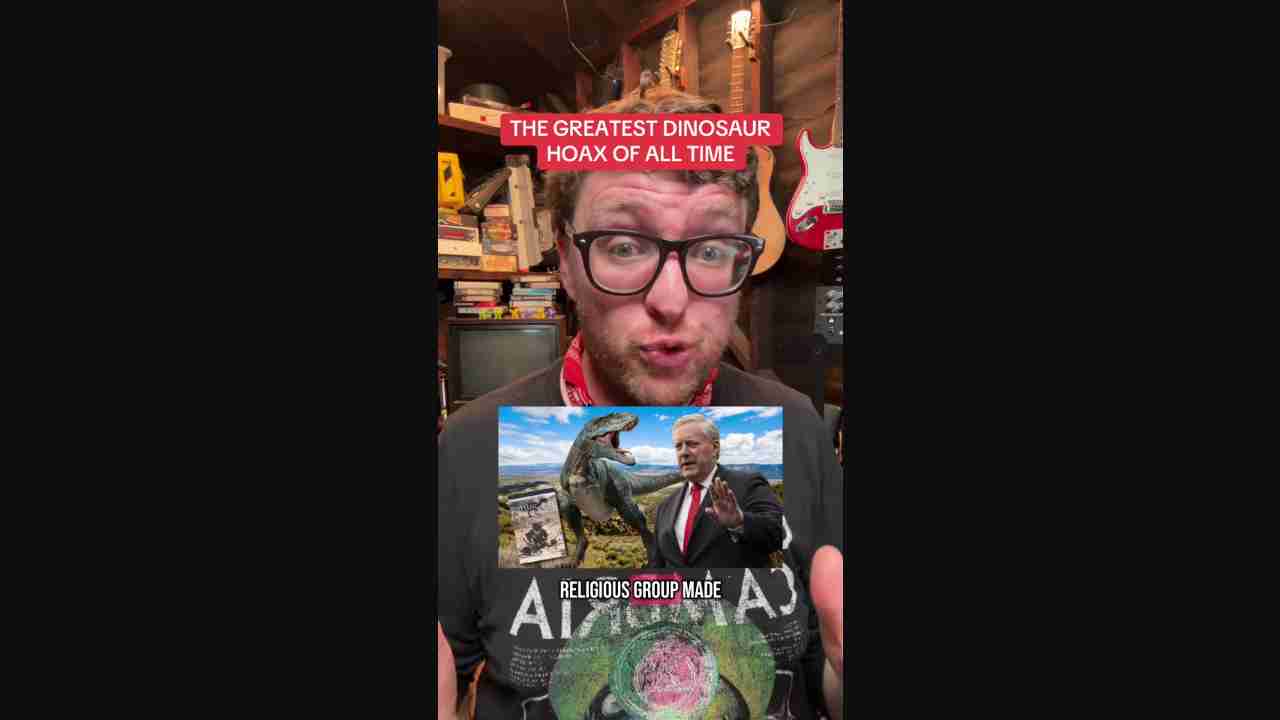 THE GREATEST DINOSAUR
HOAX OF ALL TIME
RELIGIOUS GROUP MADE